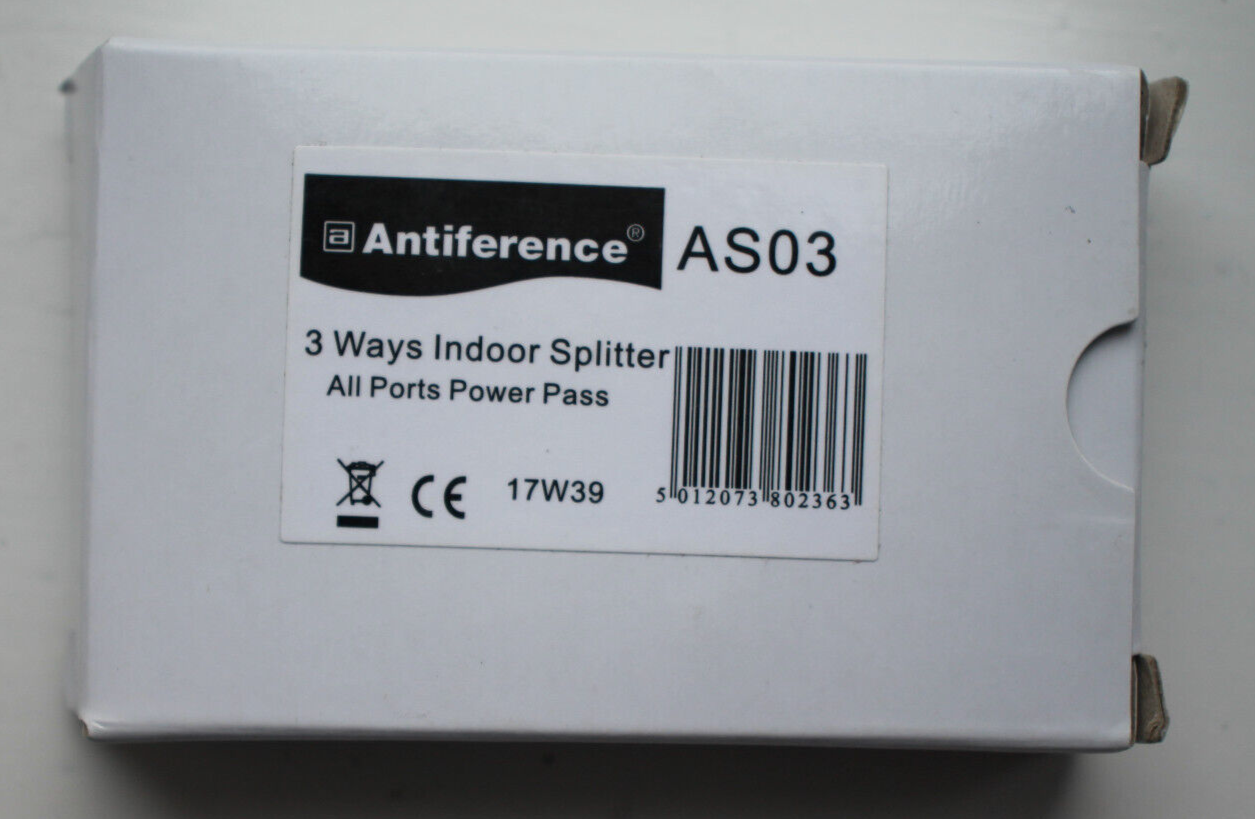 a Antiference®
AS03
3 Ways Indoor Splitter
All Ports Power Pass
CE 17W39
5 012073 802363